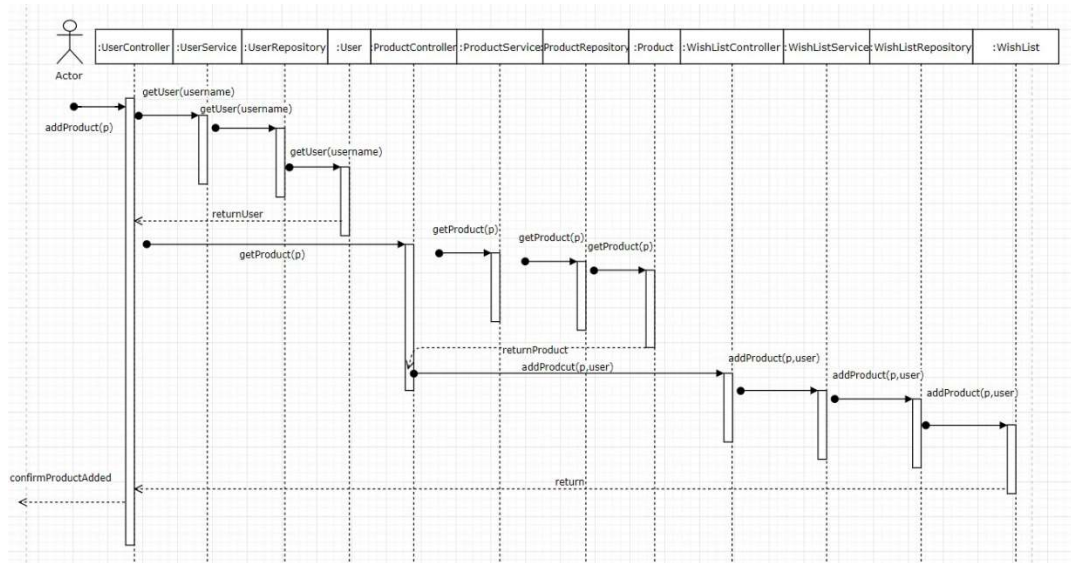 :UserController
:UserService
:UserRepository
:User
:ProductController
:ProductService
:ProductRepository
:Product
:WishListController
:WishListService
:WishListRepository
:WishList
Actor
getUser(username)
getUser(username)
addProduct(p)
getUser(username)
returnUser
getProduct(p)
getProduct(p)
getProduct(p)
getProduct(p)
returnProduct
addProdcut(p,user)
addProduct(p,user)
addProduct(p,user)
addProduct(p,user)
confirmProductAdded
return